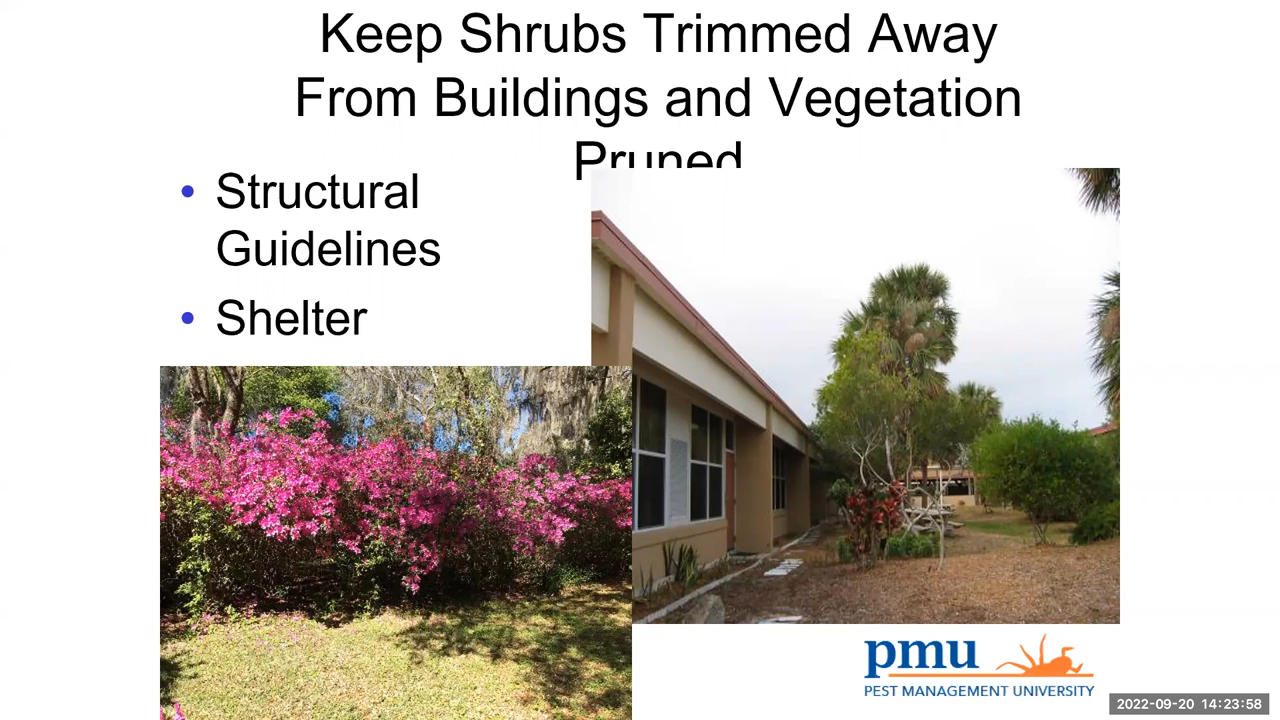 Keep Shrubs Trimmed Away
From Buildings and Vegetation
Pruned
• Structural
Guidelines
• Shelter
pmu
PEST MANAGEMENT UNIVERSITY
2022-09-20 14:23:58